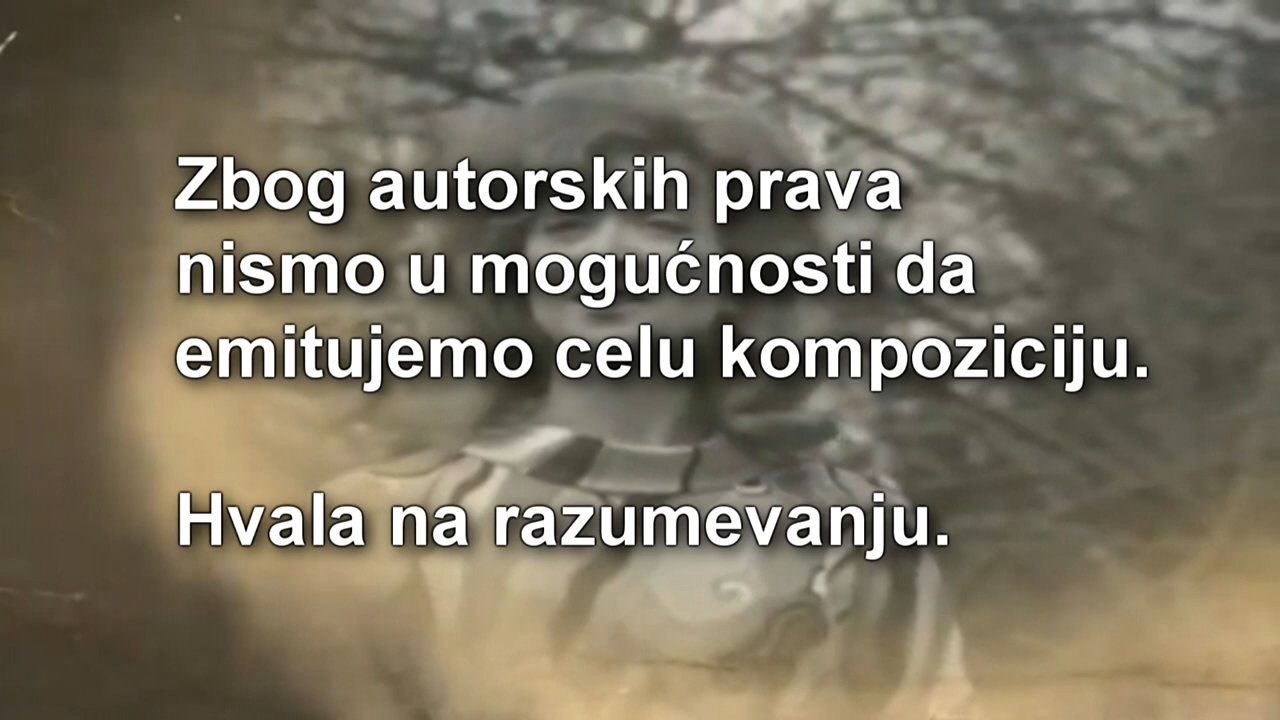 Zbog autorskih prava
nismo u mogućnosti da
emitujemo celu kompoziciju.
Hvala na razumevanju.